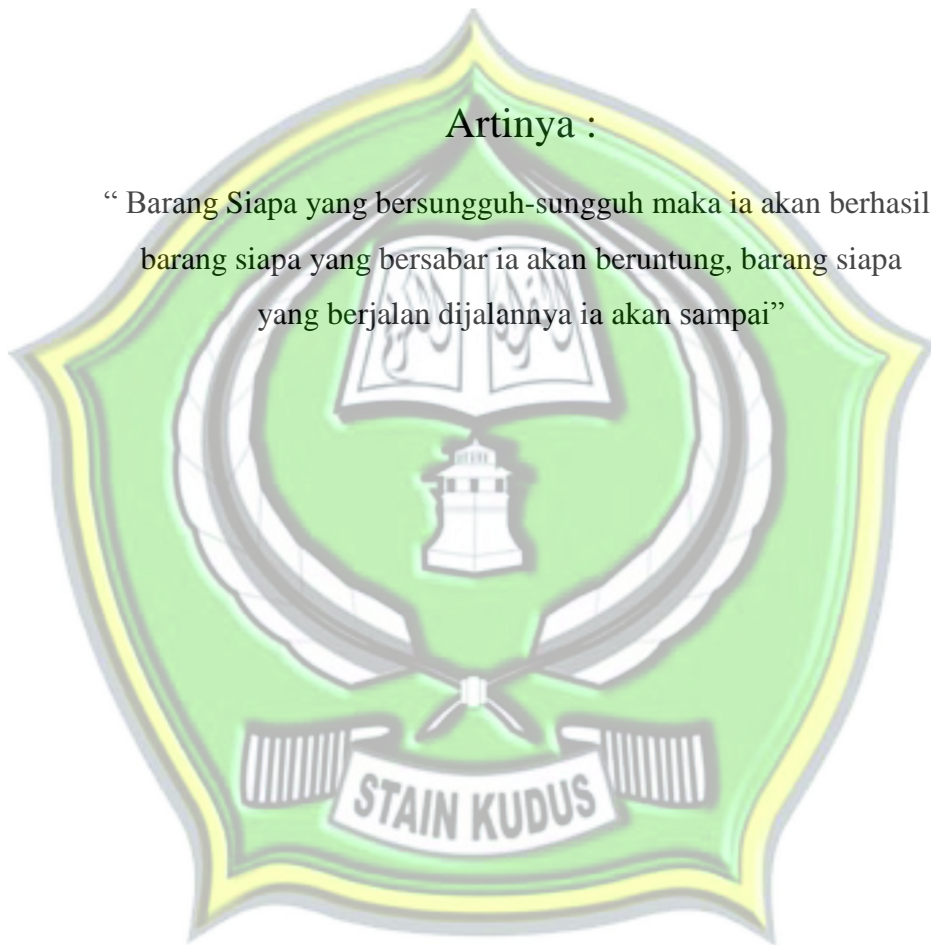 Artinya :
“ Barang Siapa yang bersungguh-sungguh maka ia akan berhasil
barang siapa yang bersabar ia akan beruntung, barang siapa
yang berjalan dijalannya ia akan sampai”
STAIN KUDUS